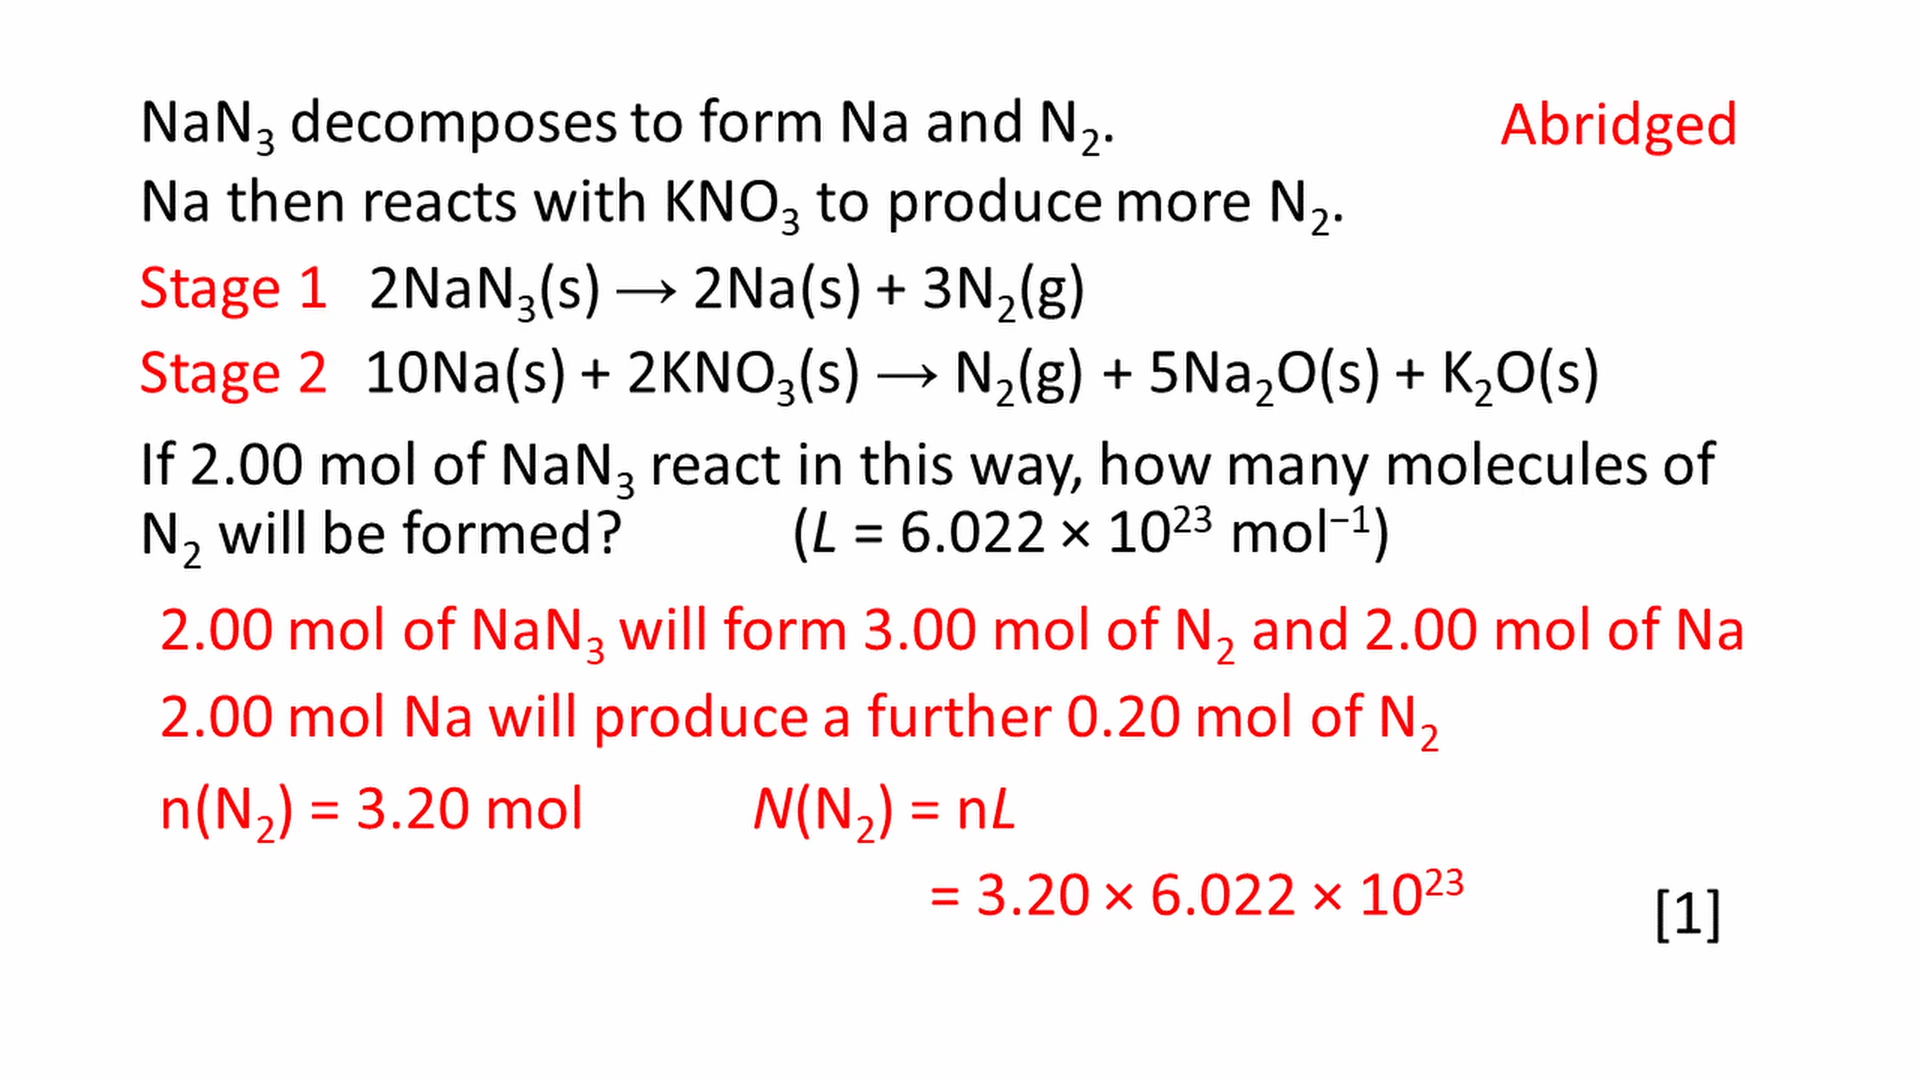 NaN₃ decomposes to form Na and N₂. Abridged
Na then reacts with KNO₃ to produce more N₂.
Stage 1 2NaN₃(s) → 2Na(s) + 3N₂(g)
Stage 2 10Na(s) + 2KNO₃(s) → N₂(g) + 5Na₂O(s) + K₂O(s)
If 2.00 mol of NaN₃ react in this way, how many molecules of
N₂ will be formed? (L = 6.022 × 10²³ mol⁻¹)
2.00 mol of NaN₃ will form 3.00 mol of N₂ and 2.00 mol of Na
2.00 mol Na will produce a further 0.20 mol of N₂
n(N₂) = 3.20 mol N(N₂) = nL
= 3.20 × 6.022 × 10²³
[1]